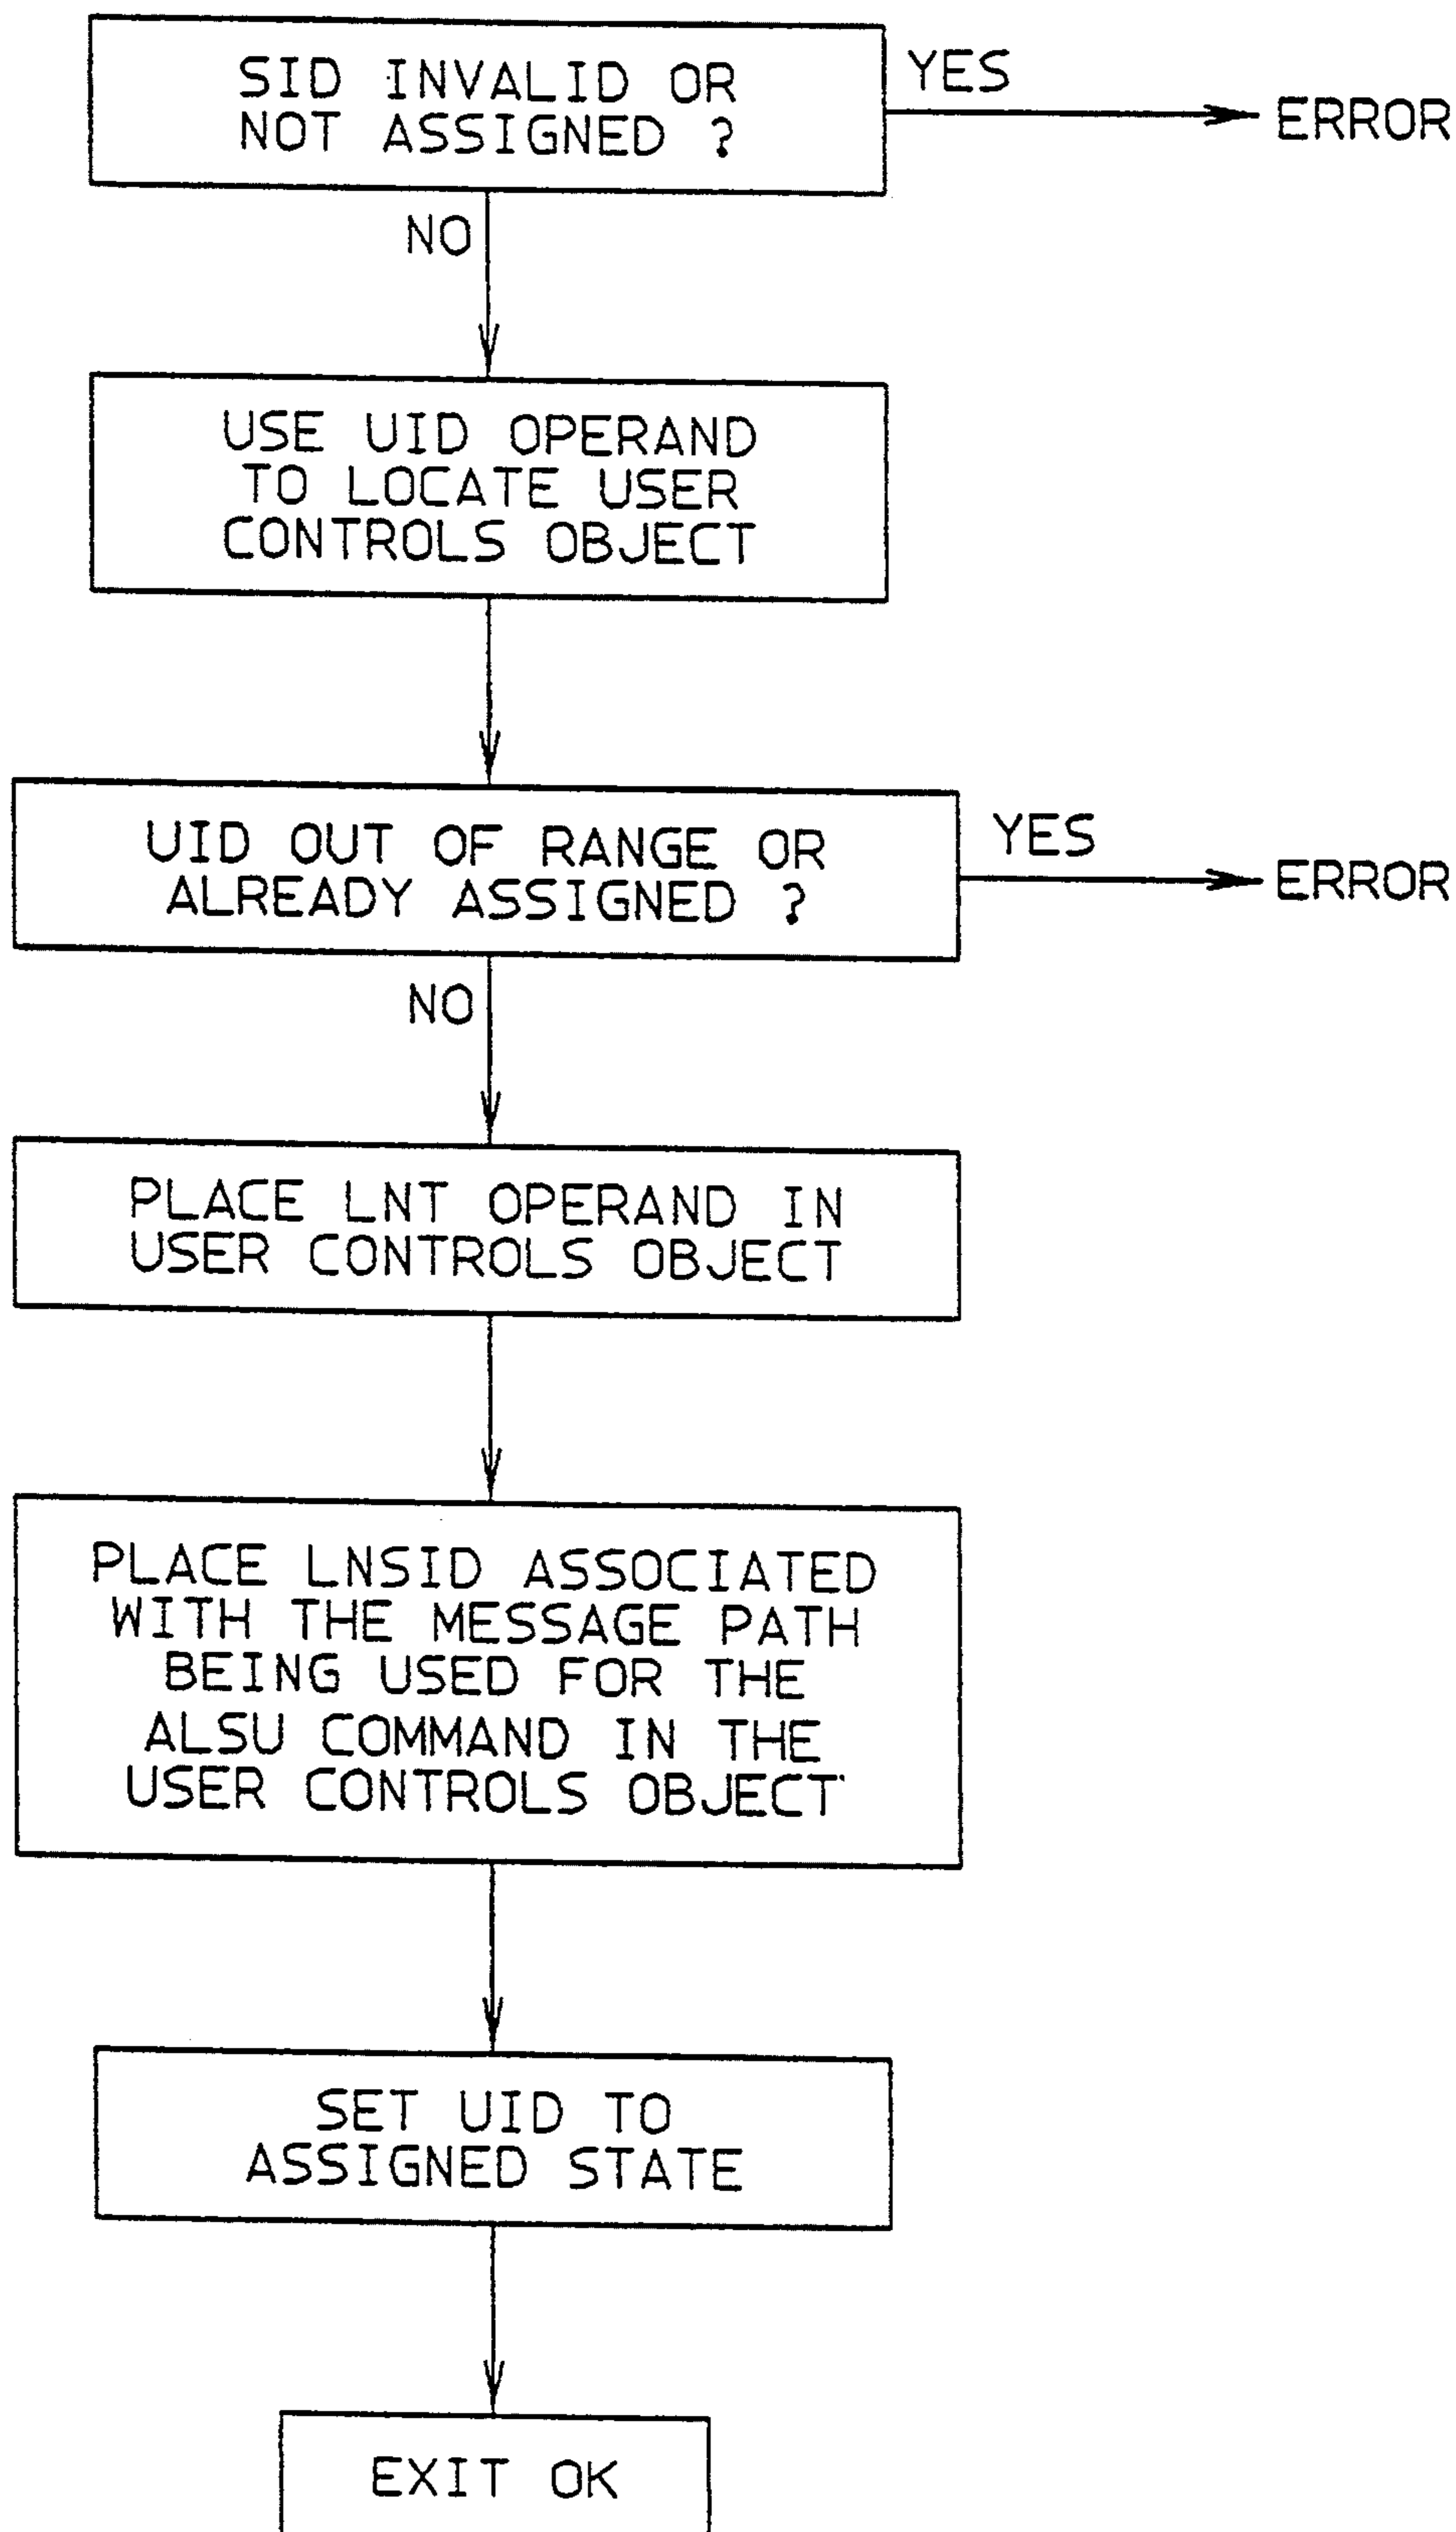 SID INVALID OR
NOT ASSIGNED ?
YES
ERROR
NO
USE UID OPERAND
TO LOCATE USER
CONTROLS OBJECT
UID OUT OF RANGE OR
ALREADY ASSIGNED ?
YES
ERROR
NO
PLACE LNT OPERAND IN
USER CONTROLS OBJECT
PLACE LNSID ASSOCIATED
WITH THE MESSAGE PATH
BEING USED FOR THE
ALSU COMMAND IN THE
USER CONTROLS OBJECT
SET UID TO
ASSIGNED STATE
EXIT OK